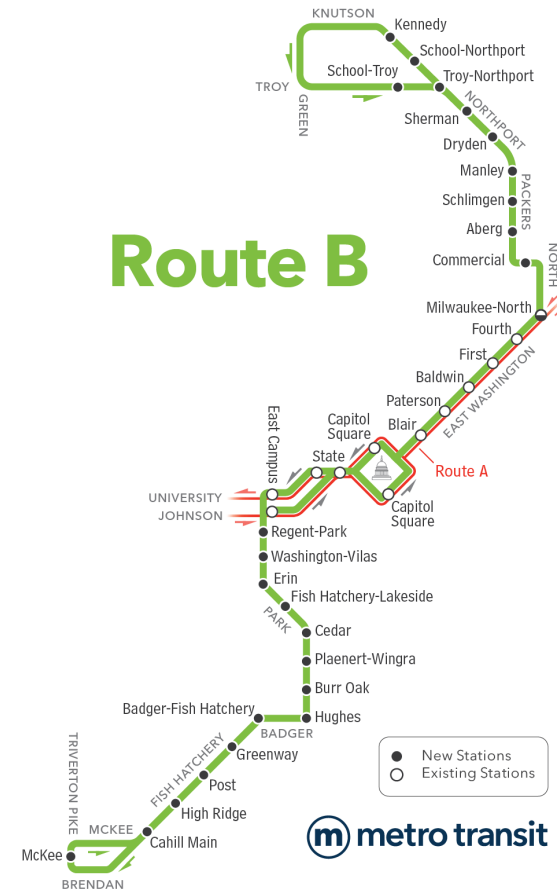 KNUTSON
Kennedy
School-Northport
School-Troy
Troy-Northport
TROY
GREEN
NORTHPORT
Sherman
Dryden
Manley
PACKERS
Schlimgen
Aberg
Route B
Commercial
NORTH
Milwaukee-North
Fourth
First
EAST WASHINGTON
Baldwin
Paterson
Blair
Capitol
Square
East Campus
State
Route A
UNIVERSITY
JOHNSON
Capitol
Square
Regent-Park
Washington-Vilas
Erin
Fish Hatchery-Lakeside
PARK
Cedar
Plaenert-Wingra
Burr Oak
Badger-Fish Hatchery
Hughes
BADGER
FISH HATCHERY
Greenway
TRIVERTON PIKE
Post
High Ridge
MCKEE
Cahill Main
McKee
BRENDAN
New Stations
Existing Stations
m metro transit